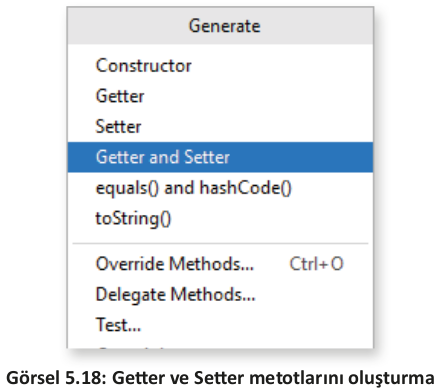 Generate
Constructor
Getter
Setter
Getter and Setter
equals() and hashCode()
toString()
Override Methods... Ctrl+O
Delegate Methods...
Test...
Görsel 5.18: Getter ve Setter metotlarını oluşturma